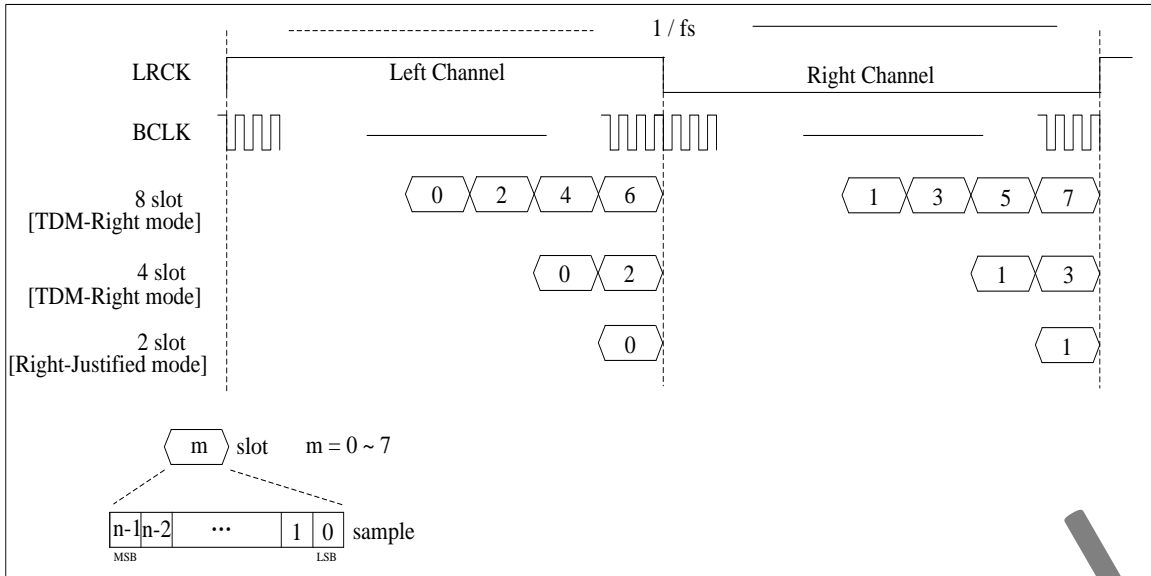 1 / fs
LRCK Left Channel Right Channel
BCLK
8 slot 0 2 4 6 1 3 5 7
[TDM-Right mode]
4 slot 0 2 1 3
[TDM-Right mode]
2 slot 0 1
[Right-Justified mode]
m slot m = 0 ~ 7
n-1 n-2 ... 1 0 sample
MSB LSB